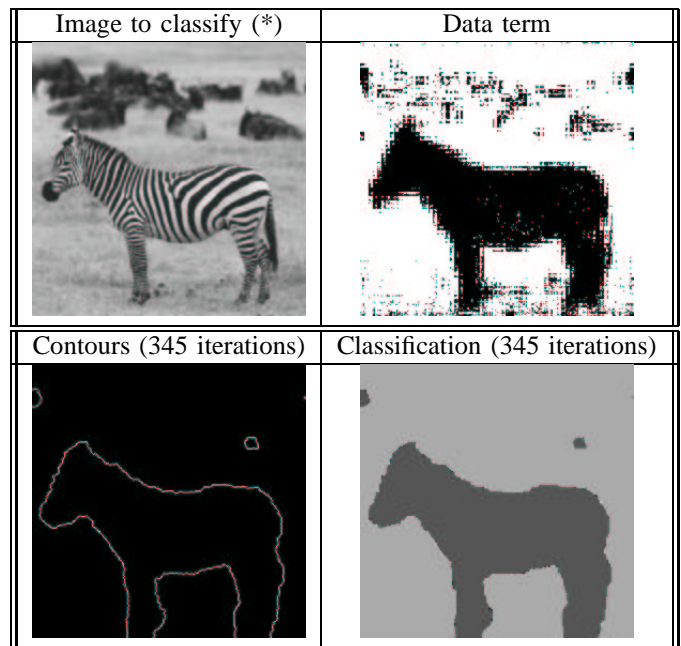 Image to classify (*)
Data term
Contours (345 iterations)
Classification (345 iterations)